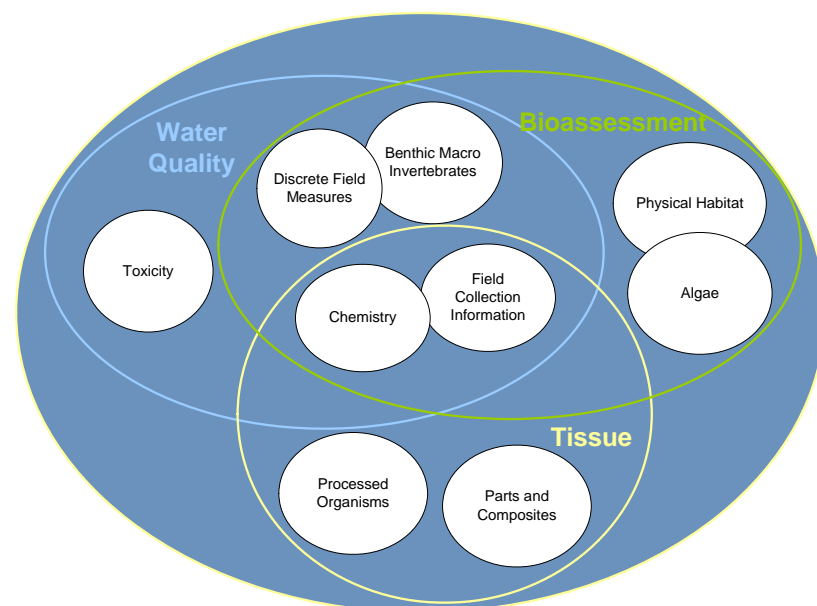 Water
Quality
Bioassessment
Discrete Field
Measures
Benthic Macro
Invertebrates
Physical Habitat
Toxicity
Algae
Chemistry
Field
Collection
Information
Tissue
Processed
Organisms
Parts and
Composites